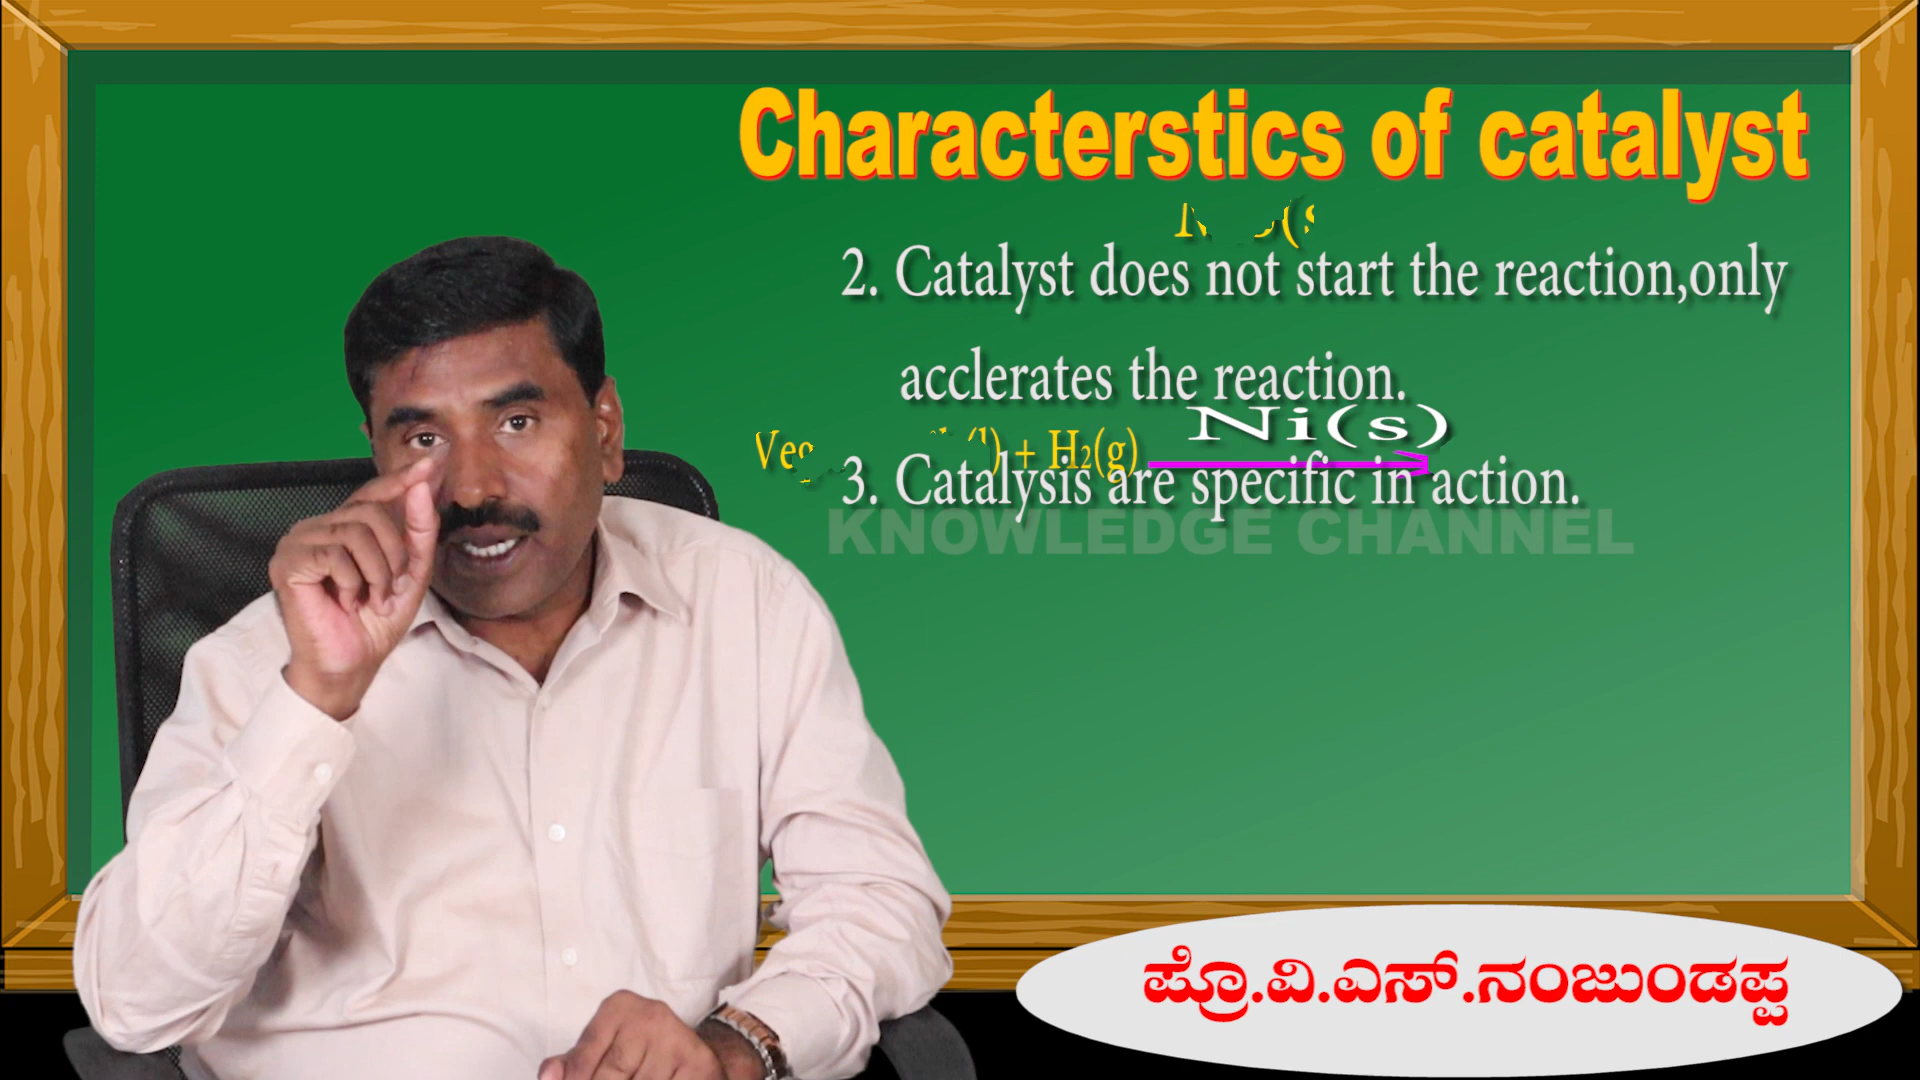 Characterstics of catalyst
2. Catalyst does not start the reaction,only
acclerates the reaction.
Ni(s)
+ H₂(g)
3. Catalysis are specific in action.
KNOWLEDGE CHANNEL
ಪ್ರೊ.ವಿ.ಎಸ್.ನಂಜುಂಡಪ್ಪ